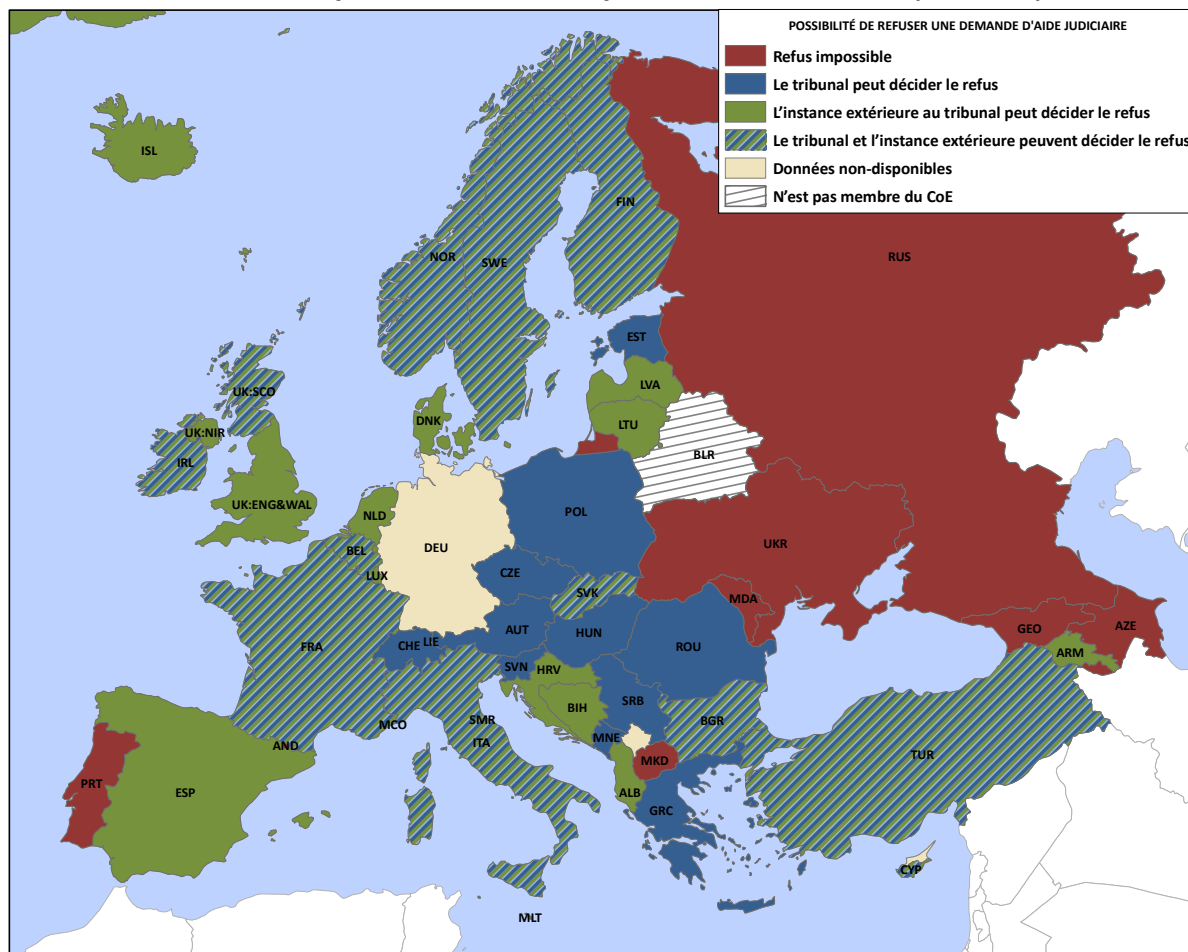 POSSIBILITÉ DE REFUSER UNE DEMANDE D'AIDE JUDICIAIRE
Refus impossible
Le tribunal peut décider le refus
L'instance extérieure au tribunal peut décider le refus
Le tribunal et l'instance extérieure peuvent décider le refus
Données non-disponibles
N'est pas membre du CoE
ISL
FIN
NOR
SWE
RUS
EST
LVA
UK:SCO
DNK
LTU
UK:NIR
BLR
IRL
UK:ENG&WAL
NLD
POL
DEU
UKR
BEL
LUX
CZE
SVK
MDA
AUT
HUN
GEO
AZE
FRA
CHE
LIE
ROU
ARM
SVN
HRV
BIH
SRB
MCO
SMR
BGR
ITA
MNE
AND
TUR
MKD
PRT
ESP
ALB
GRC
CYP
MLT